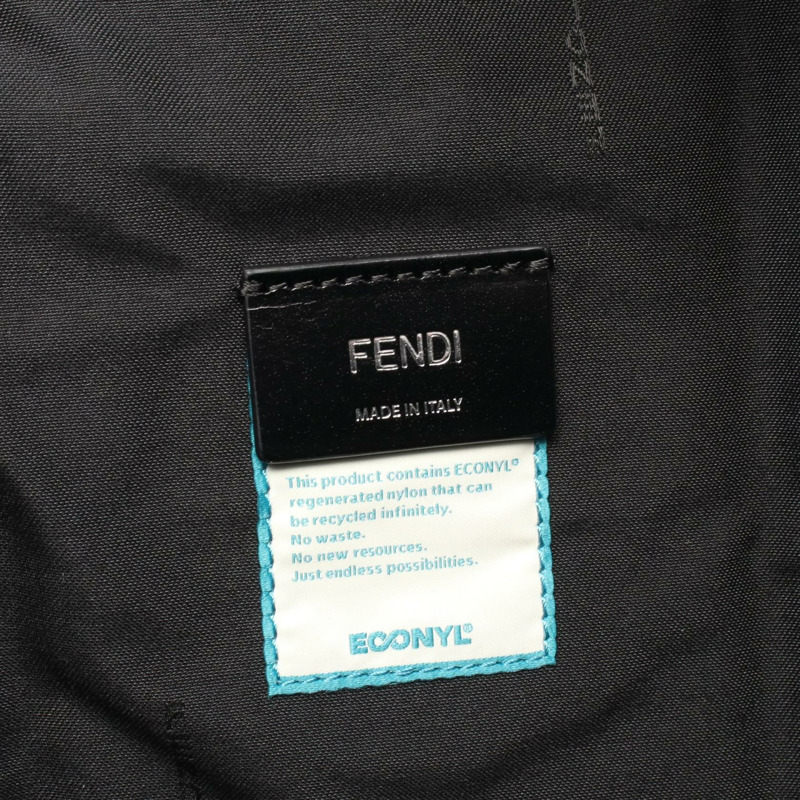 FENDI
MADE IN ITALY
This product contains ECONYL®
regenerated nylon that can
be recycled infinitely.
No waste.
No new resources.
Just endless possibilities.
ECONYL®